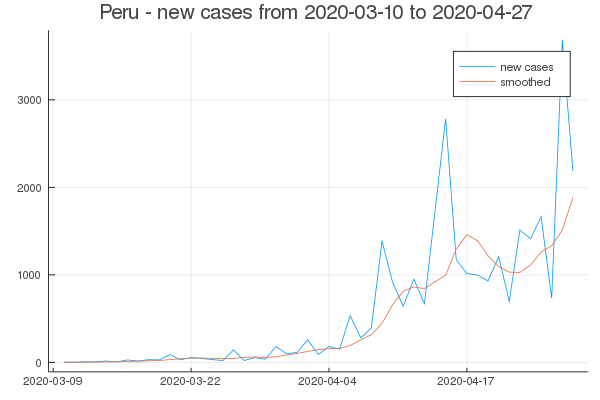 Peru - new cases from 2020-03-10 to 2020-04-27
new cases
smoothed
3000
2000
1000
0
2020-03-09 2020-03-22 2020-04-04 2020-04-17